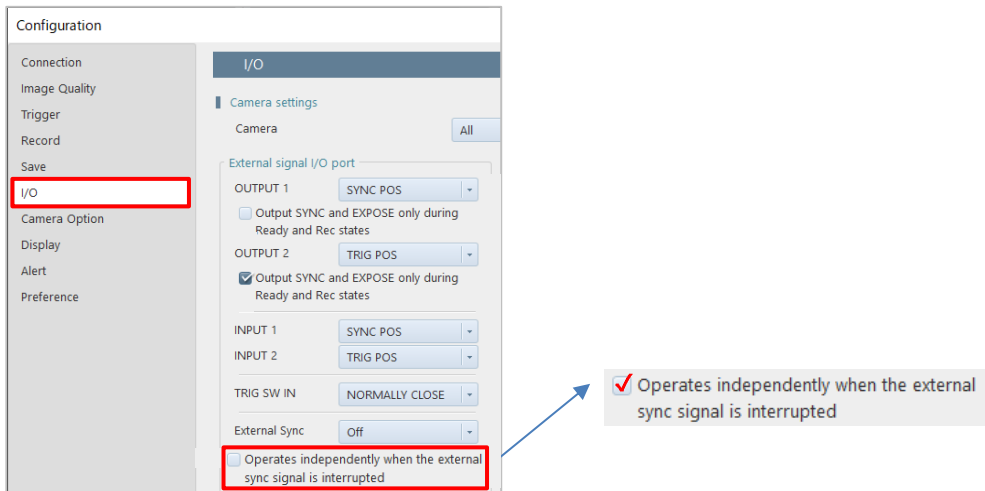 Configuration
Connection
Image Quality
Trigger
Record
Save
I/O
Camera Option
Display
Alert
Preference
I/O
Camera settings
Camera All
External signal I/O port
OUTPUT 1 SYNC POS
Output SYNC and EXPOSE only during
Ready and Rec states
OUTPUT 2 TRIG POS
Output SYNC and EXPOSE only during
Ready and Rec states
INPUT 1 SYNC POS
INPUT 2 TRIG POS
TRIG SW IN NORMALLY CLOSE
External Sync Off
Operates independently when the external
sync signal is interrupted
Operates independently when the external
sync signal is interrupted